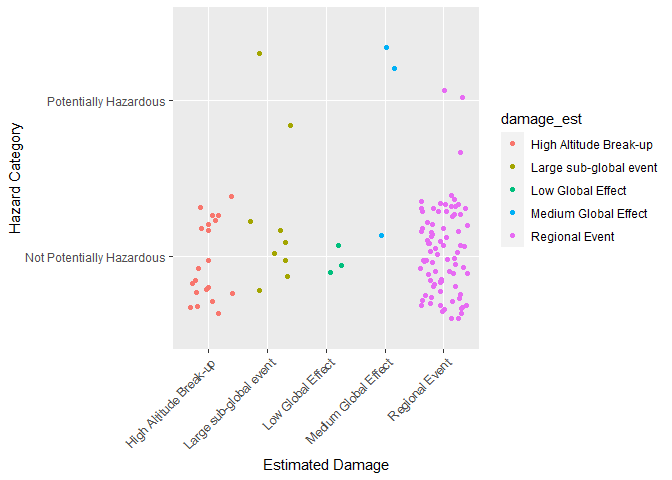 Hazard Category
Potentially Hazardous
Not Potentially Hazardous
High Altitude Break-up
Large sub-global event
Low Global Effect
Medium Global Effect
Regional Event
Estimated Damage
damage_est
High Altitude Break-up
Large sub-global event
Low Global Effect
Medium Global Effect
Regional Event